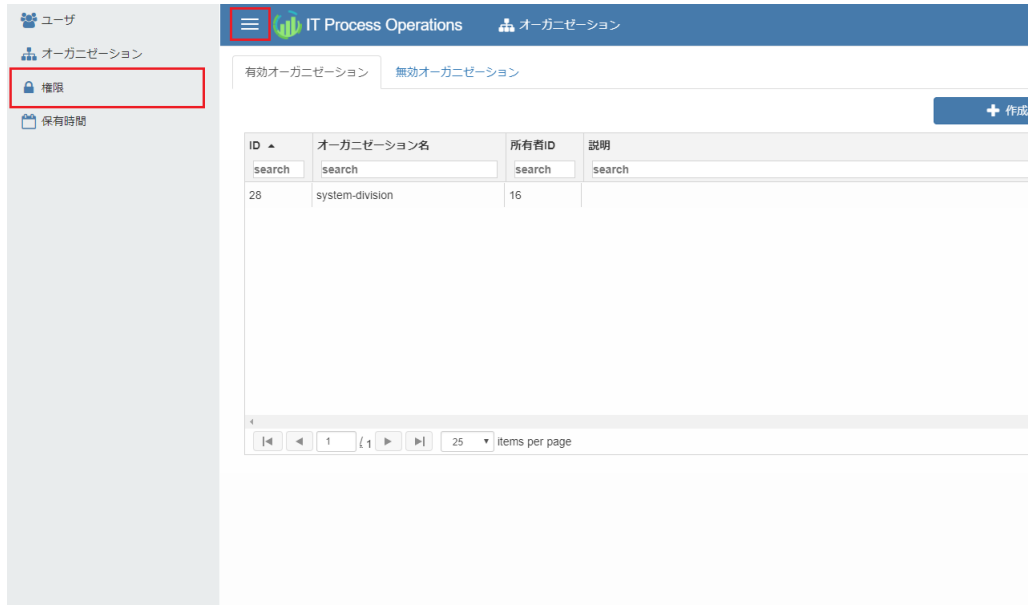 ユーザ
オーガニゼーション
権限
保有時間
IT Process Operations オーガニゼーション
有効オーガニゼーション 無効オーガニゼーション
作成
ID オーガニゼーション名 所有者ID 説明
search search search search
28 system-division 16
1 / 1 25 items per page